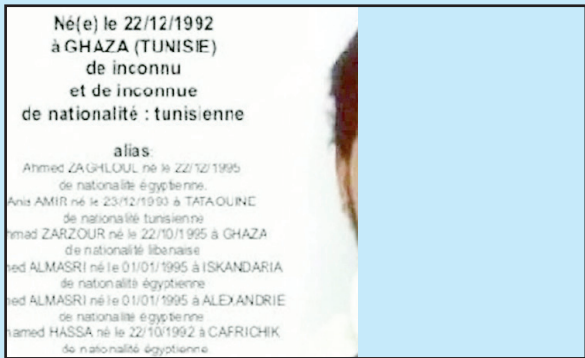 Né(e) le 22/12/1992
à GHAZA (TUNISIE)
de inconnu
et de inconnue
de nationalité : tunisienne
alias
Ahmed ZAGHLOUL né le 22/12/1995
de nationalité égyptienne.
Anis AMIR né le 23/12/1993 à TATAOUINE
de nationalité tunisienne
hmad ZARZOUR né le 22/10/1995 à GHAZA
de nationalité libanaise
ned ALMASRI né le 01/01/1995 à ISKANDARIA
de nationalité égyptienne
ned ALMASRI né le 01/01/1995 à ALEXANDRIE
de nationalité égyptienne
hamed HASSA né le 22/10/1992 à CAFRICHIK
de nationalité égyptienne